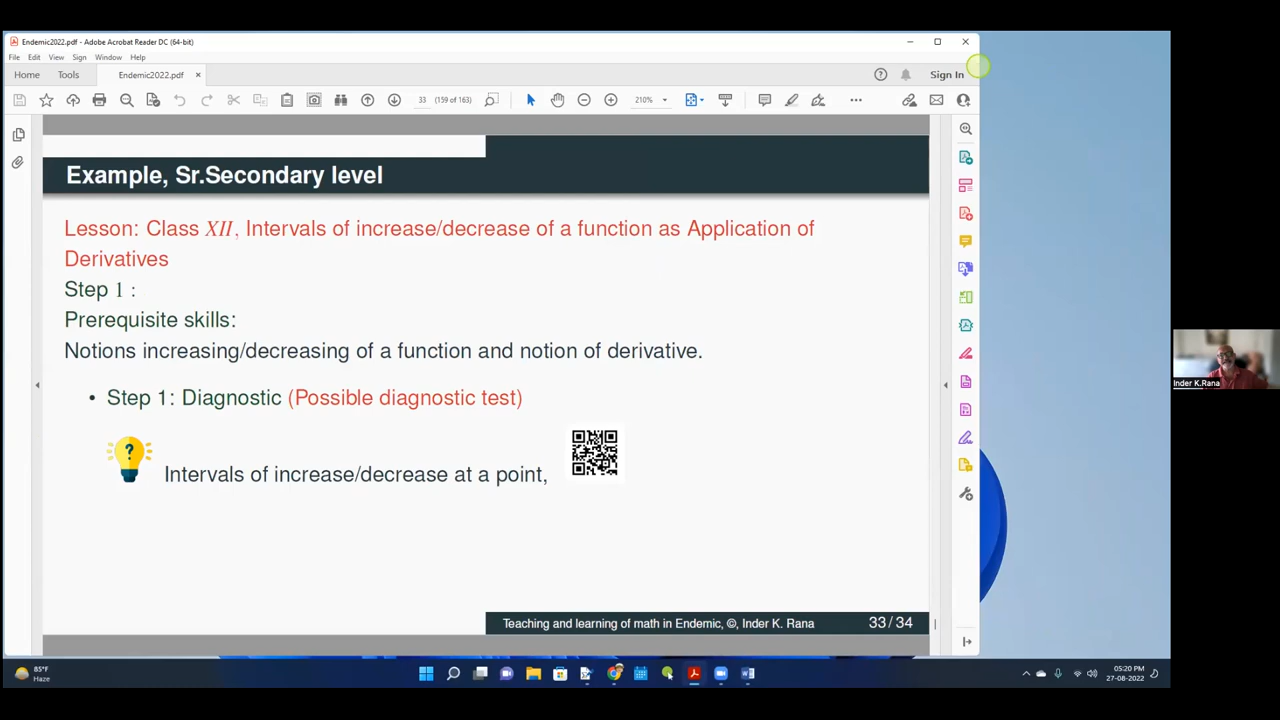 Endemic2022.pdf - Adobe Acrobat Reader DC (64-bit)
File Edit View Sign Window Help
Home Tools Endemic2022.pdf × Sign In
33 (159 of 163) 210%
Example, Sr.Secondary level
Lesson: Class XII, Intervals of increase/decrease of a function as Application of
Derivatives
Step 1 :
Prerequisite skills:
Notions increasing/decreasing of a function and notion of derivative.
• Step 1: Diagnostic (Possible diagnostic test)
? Intervals of increase/decrease at a point,
Inder K.Rana
Teaching and learning of math in Endemic, ©, Inder K. Rana 33/34
85°F
Haze
05:20 PM
27-08-2022